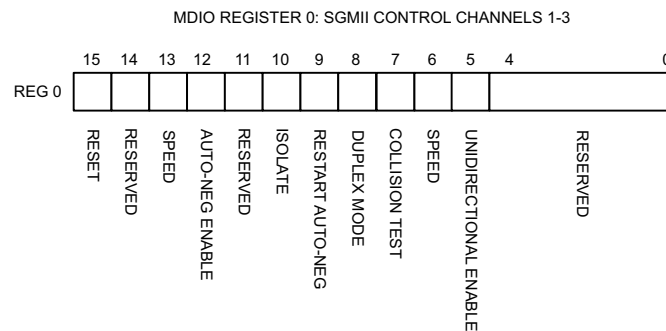 MDIO REGISTER 0: SGMII CONTROL CHANNELS 1-3
15 14 13 12 11 10 9 8 7 6 5 4 0
REG 0
RESET
RESERVED
SPEED
AUTO-NEG ENABLE
RESERVED
ISOLATE
RESTART AUTO-NEG
DUPLEX MODE
COLLISION TEST
SPEED
UNIDIRECTIONAL ENABLE
RESERVED